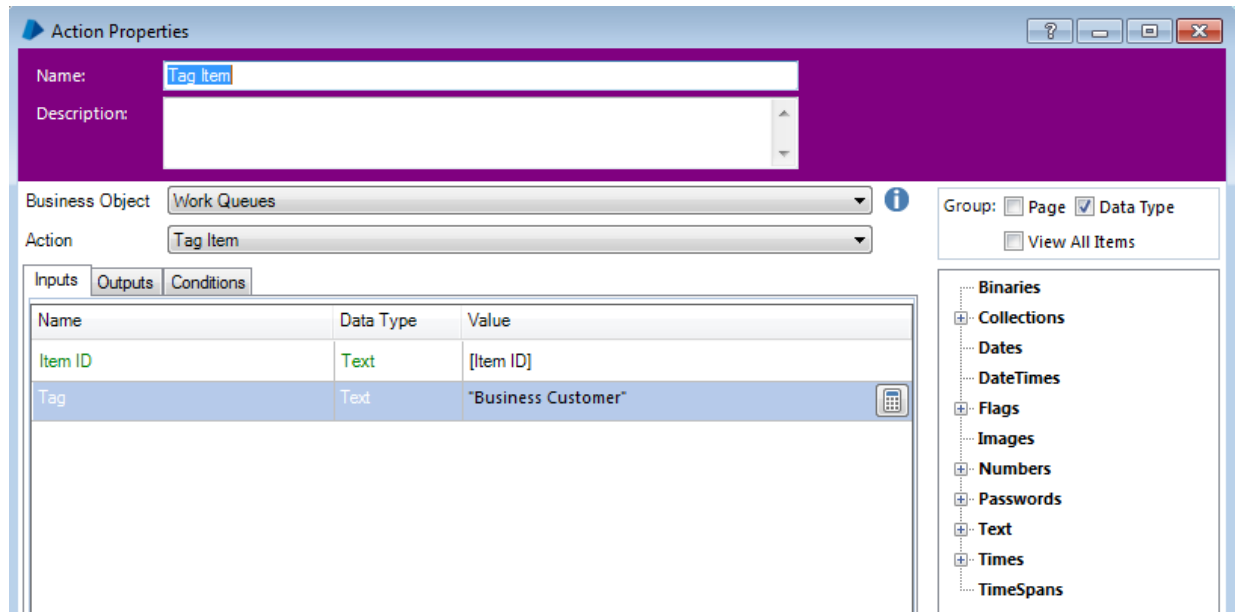 Action Properties
Name: Tag Item
Description:
Business Object Work Queues
Action Tag Item
Inputs Outputs Conditions
Name Data Type Value
Item ID Text [Item ID]
Tag Text "Business Customer"
Group: Page Data Type
View All Items
Binaries
Collections
Dates
DateTimes
Flags
Images
Numbers
Passwords
Text
Times
TimeSpans